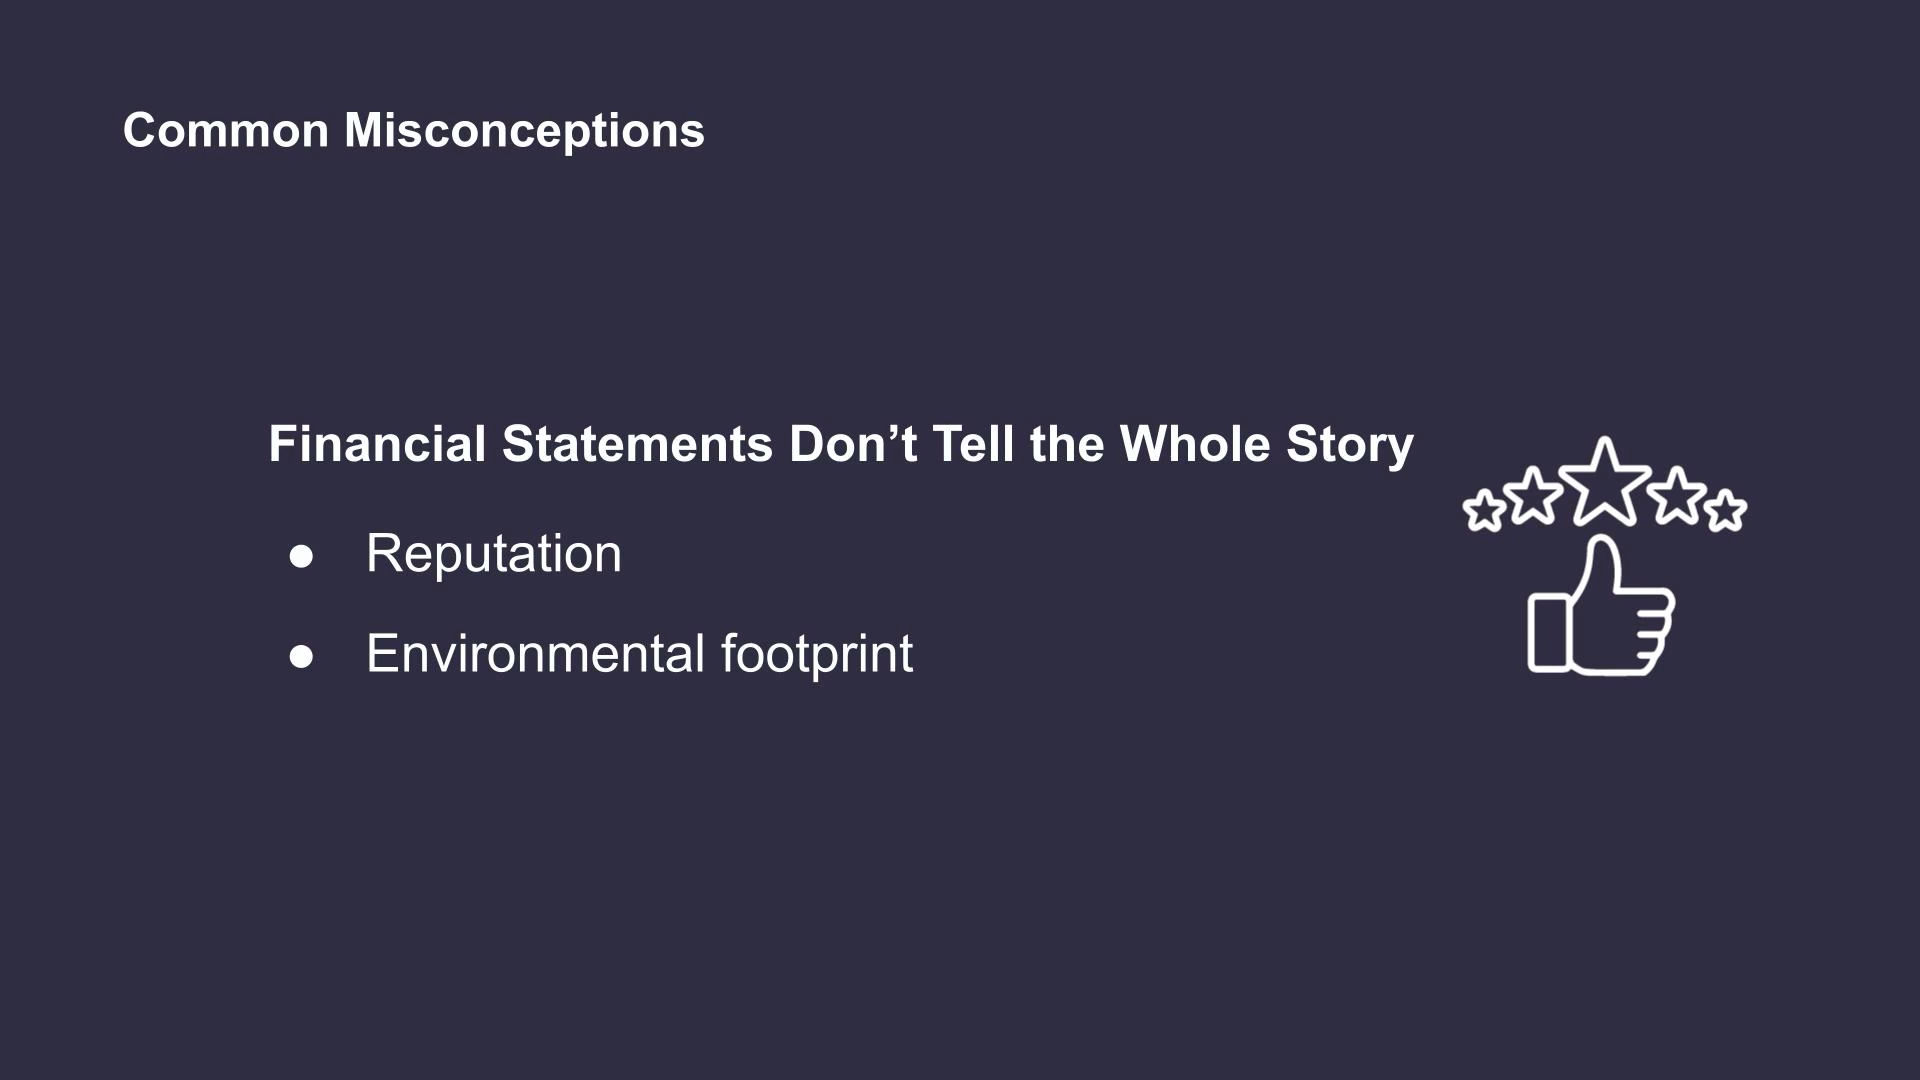 Common Misconceptions
Financial Statements Don’t Tell the Whole Story
● Reputation
● Environmental footprint